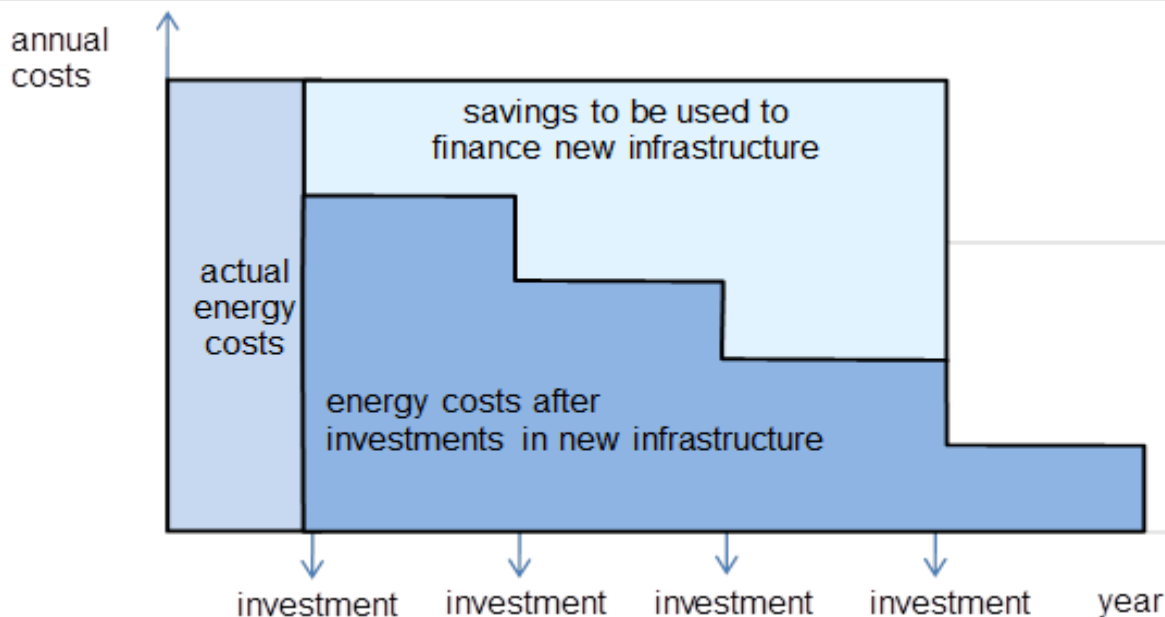 annual
costs
savings to be used to
finance new infrastructure
actual
energy
costs
energy costs after
investments in new infrastructure
investment
investment
investment
investment
year